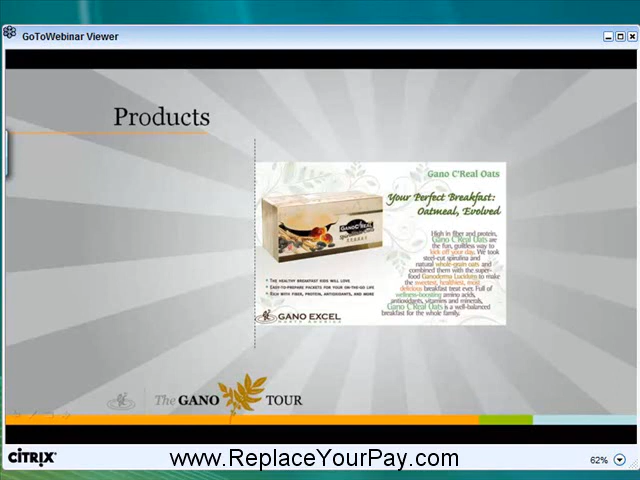 GoToWebinar Viewer
Products
Gano C'Real Oats
Your Perfect Breakfast:
Oatmeal, Evolved
High in fiber and protein,
Gano C'Real Oats are
the fun, guiltless way to
kick off your day. We took
steel-cut spirulina and
natural whole-grain oats and
combined them with the super-
food Ganoderma Lucidum to
make the sweetest, healthiest, most
delicious breakfast treat ever. Full of
wellness-boosting amino acids,
antioxidants, vitamins and minerals,
Gano C'Real Oats is a well-balanced
breakfast for the whole family.
GANO C'REAL
• THE HEALTHY BREAKFAST KIDS WILL LOVE
• EASY-TO-PREPARE PACKETS FOR YOUR ON-THE-GO LIFE
• RICH WITH FIBER, PROTEIN, ANTIOXIDANTS, AND MORE
GANO EXCEL
NORTH AMERICA
The GANO TOUR
CITRIX
www.ReplaceYourPay.com
62%